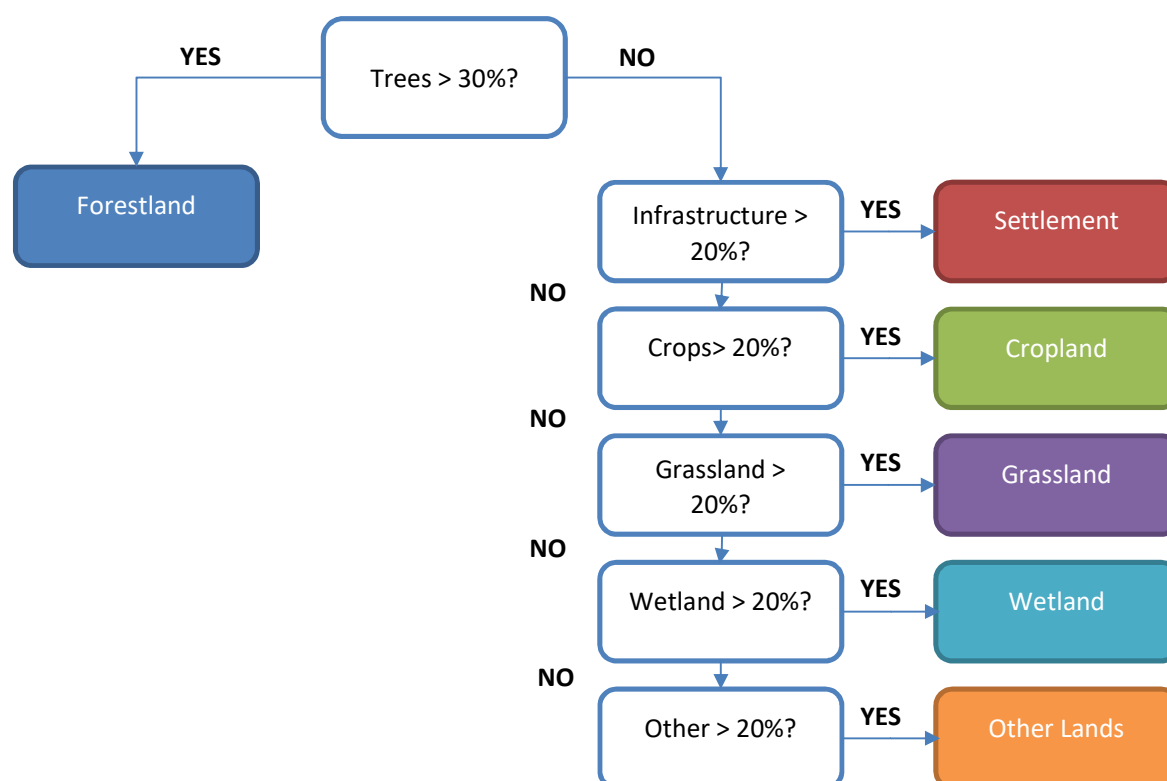 YES
Trees > 30%?
NO
Forestland
Infrastructure >
20%?
YES
Settlement
NO
Crops> 20%?
YES
Cropland
NO
Grassland >
20%?
YES
Grassland
NO
Wetland > 20%?
YES
Wetland
NO
Other > 20%?
YES
Other Lands